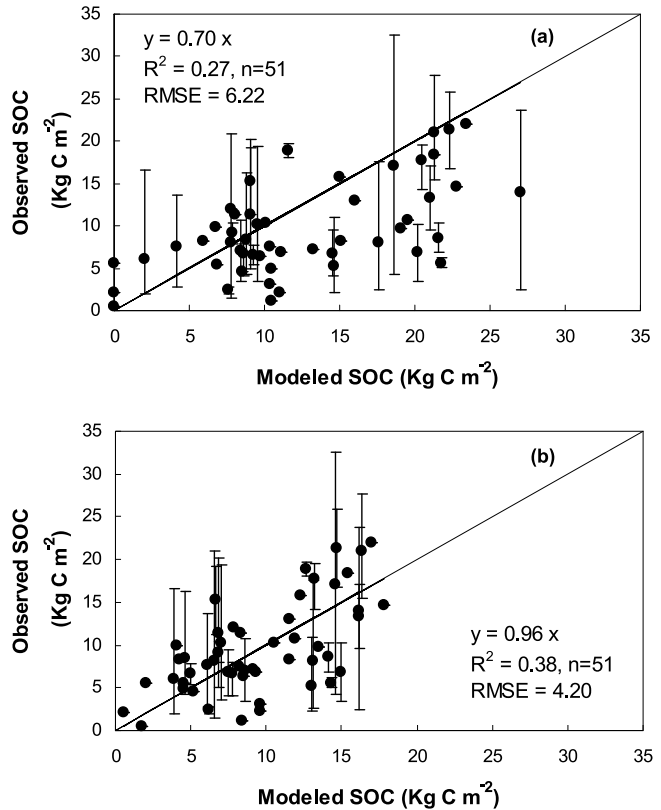 35
30
25
20
15
10
5
0
Observed SOC
(Kg C m⁻²)
y = 0.70 x
R² = 0.27, n=51
RMSE = 6.22
(a)
0 5 10 15 20 25 30 35
Modeled SOC (Kg C m⁻²)
35
30
25
20
15
10
5
0
Observed SOC
(Kg C m⁻²)
(b)
y = 0.96 x
R² = 0.38, n=51
RMSE = 4.20
0 5 10 15 20 25 30 35
Modeled SOC (Kg C m⁻²)